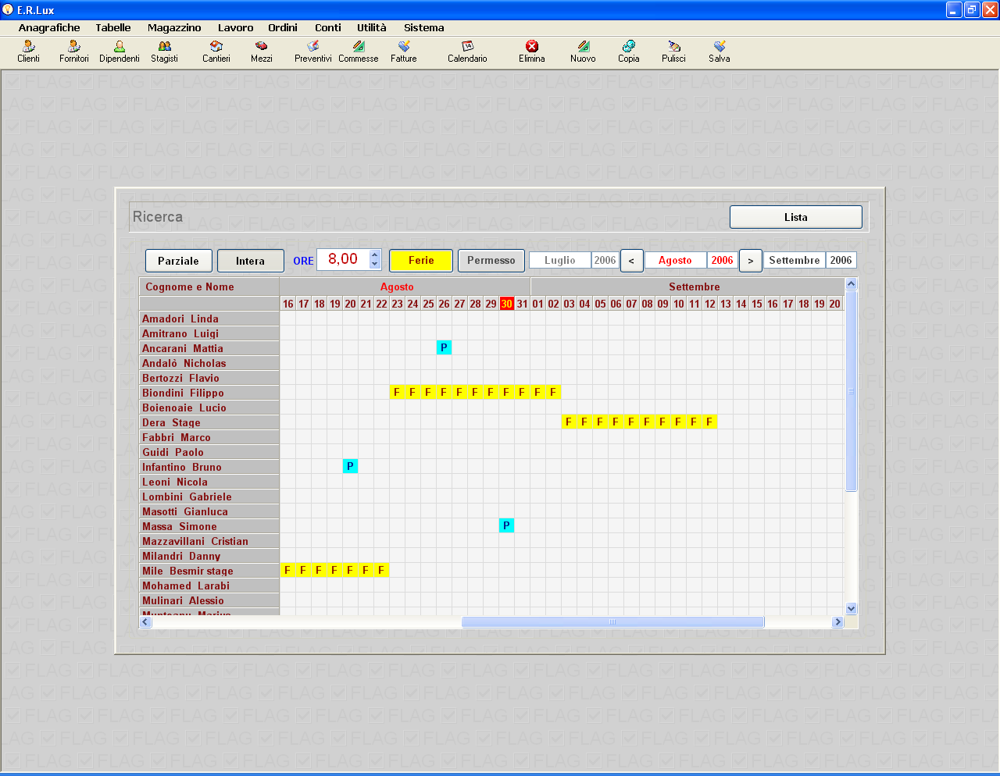 E.R.Lux
Anagrafiche Tabelle Magazzino Lavoro Ordini Conti Utilità Sistema
Clienti Fornitori Dipendenti Stagisti Cantieri Mezzi Preventivi Commesse Fatture Calendario Elimina Nuovo Copia Pulisci Salva
Ricerca Lista
Parziale Intera ORE 8,00 Ferie Permesso Luglio 2006 < Agosto 2006 > Settembre 2006
Cognome e Nome Agosto Settembre
16 17 18 19 20 21 22 23 24 25 26 27 28 29 30 31 01 02 03 04 05 06 07 08 09 10 11 12 13 14 15 16 17 18 19 20
Amadori Linda
Amitrano Luigi
Ancarani Mattia P
Andalò Nicholas
Bertozzi Flavio
Biondini Filippo F F F F F F F F F F F
Boienoaie Lucio
Dera Stage F F F F F F F F F F
Fabbri Marco
Guidi Paolo
Infantino Bruno P
Leoni Nicola
Lombini Gabriele
Masotti Gianluca
Massa Simone P
Mazzavillani Cristian
Milandri Danny
Mile Besmir stage F F F F F F F
Mohamed Larabi
Mulinari Alessio
Munteanu Marius